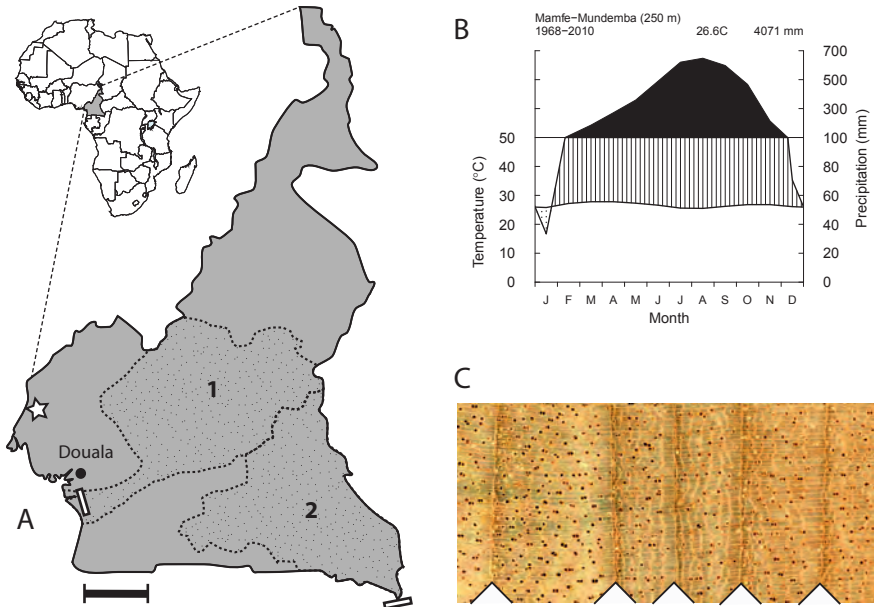 A
1
2
Douala
B
Mamfe−Mundemba (250 m)
1968−2010 26.6C 4071 mm
Temperature (°C)
50
40
30
20
10
0
Precipitation (mm)
700
500
300
100
80
60
40
20
0
J F M A M J J A S O N D
Month
C